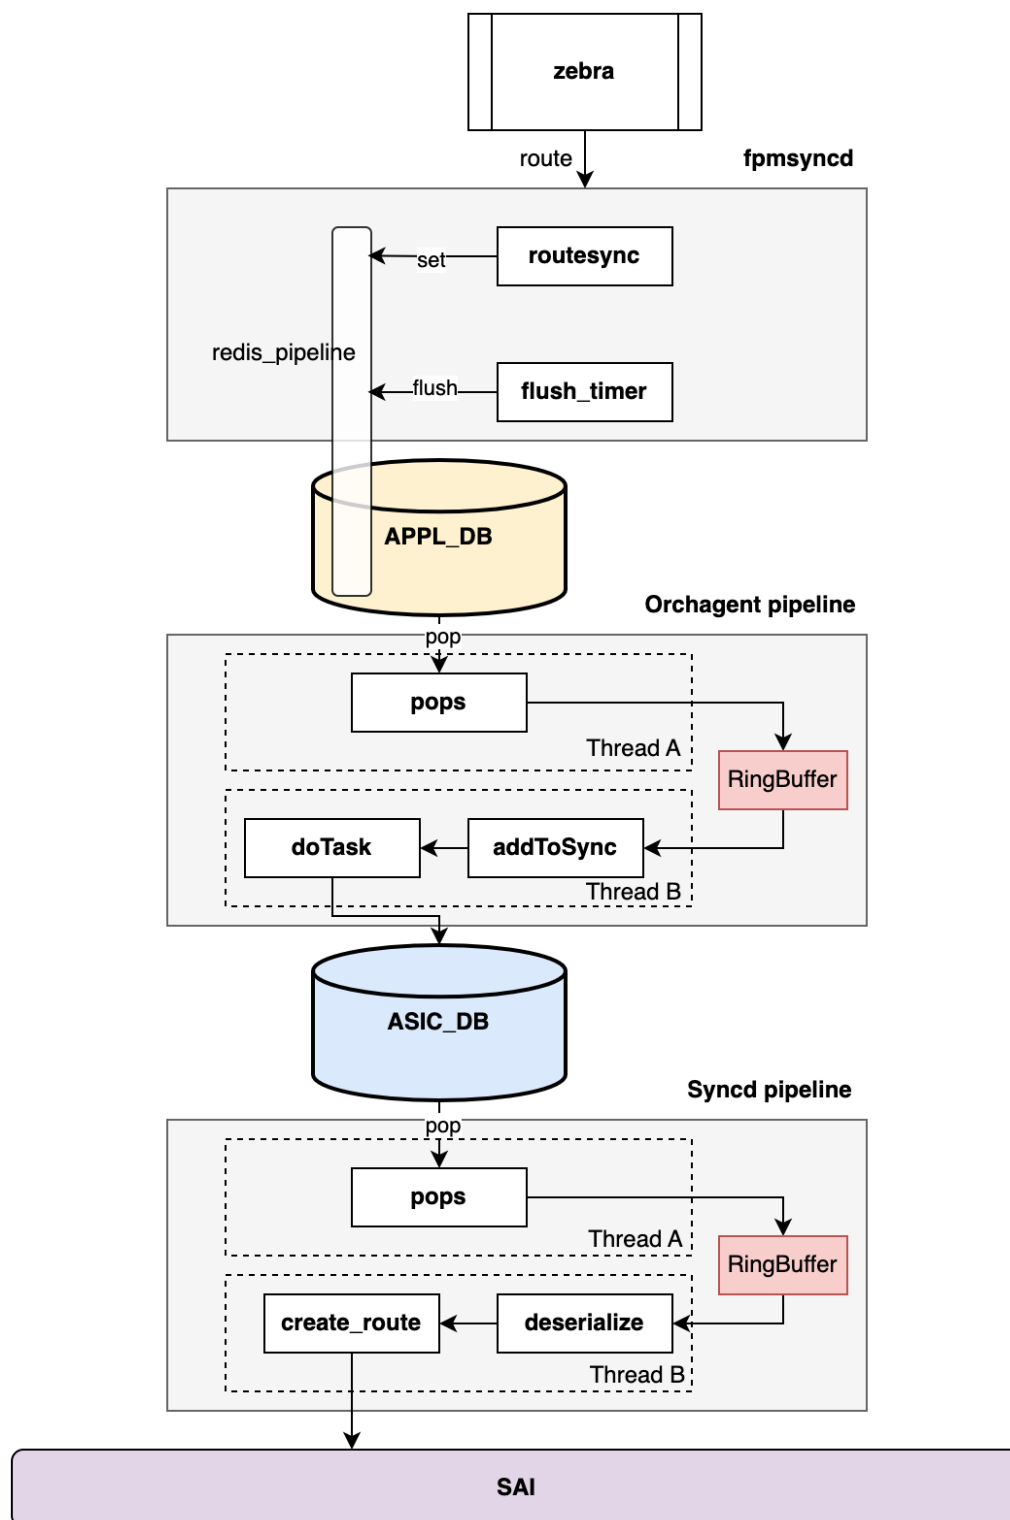 zebra
route
fpmsyncd
routesync
set
redis_pipeline
flush
flush_timer
APPL_DB
Orchagent pipeline
pop
pops
Thread A
RingBuffer
doTask
addToSync
Thread B
ASIC_DB
Syncd pipeline
pop
pops
Thread A
RingBuffer
create_route
deserialize
Thread B
SAI